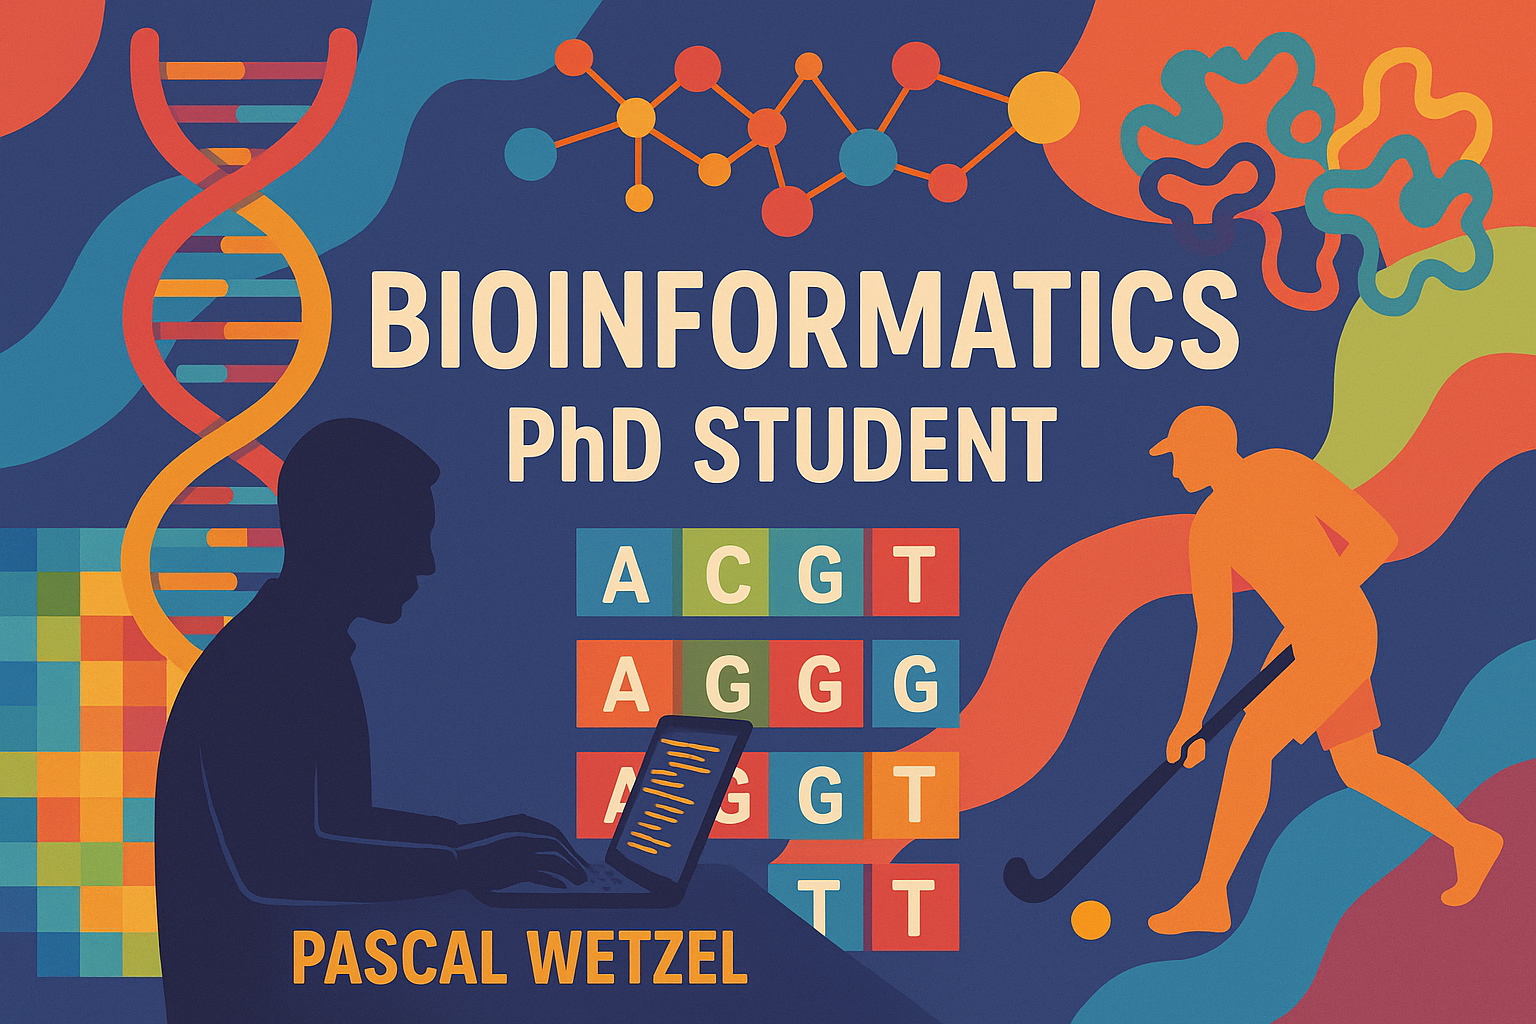 BIOINFORMATICS
PhD STUDENT
A C G T
A G G G
A G G T
T T
PASCAL WETZEL